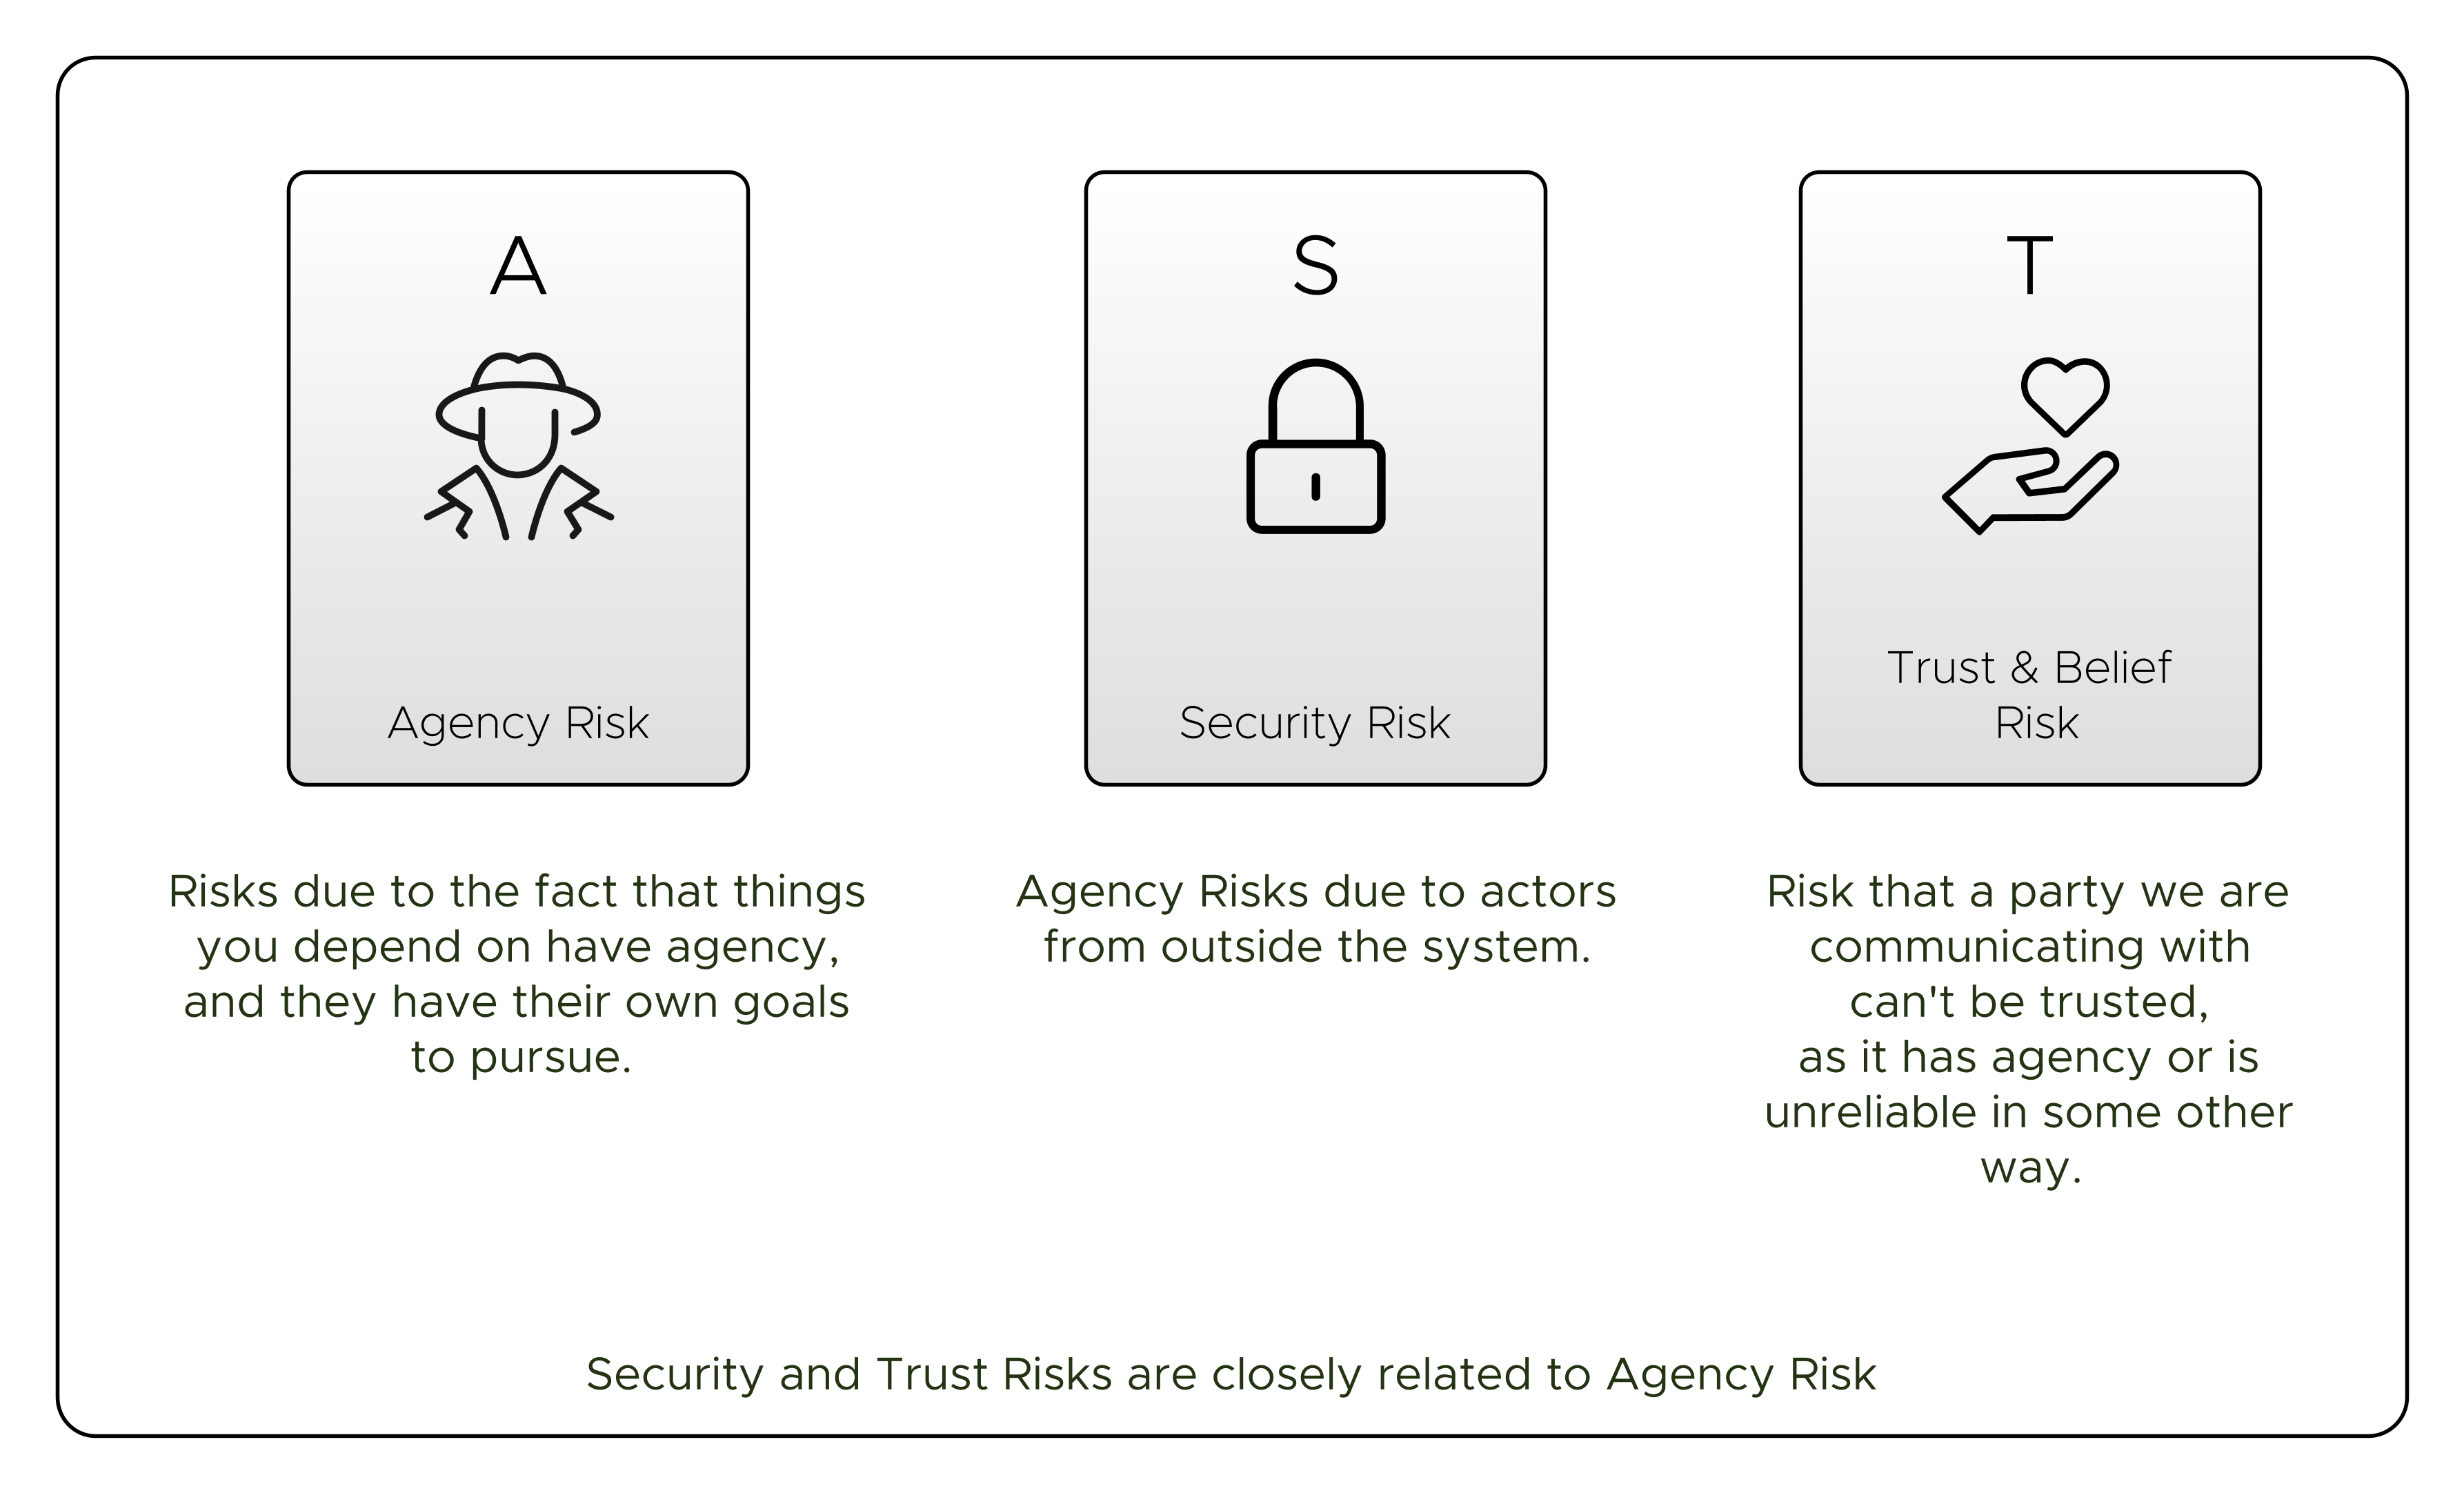 A
Agency Risk
Risks due to the fact that things
you depend on have agency,
and they have their own goals
to pursue.
S
Security Risk
Agency Risks due to actors
from outside the system.
T
Trust & Belief
Risk
Risk that a party we are
communicating with
can't be trusted,
as it has agency or is
unreliable in some other
way.
Security and Trust Risks are closely related to Agency Risk